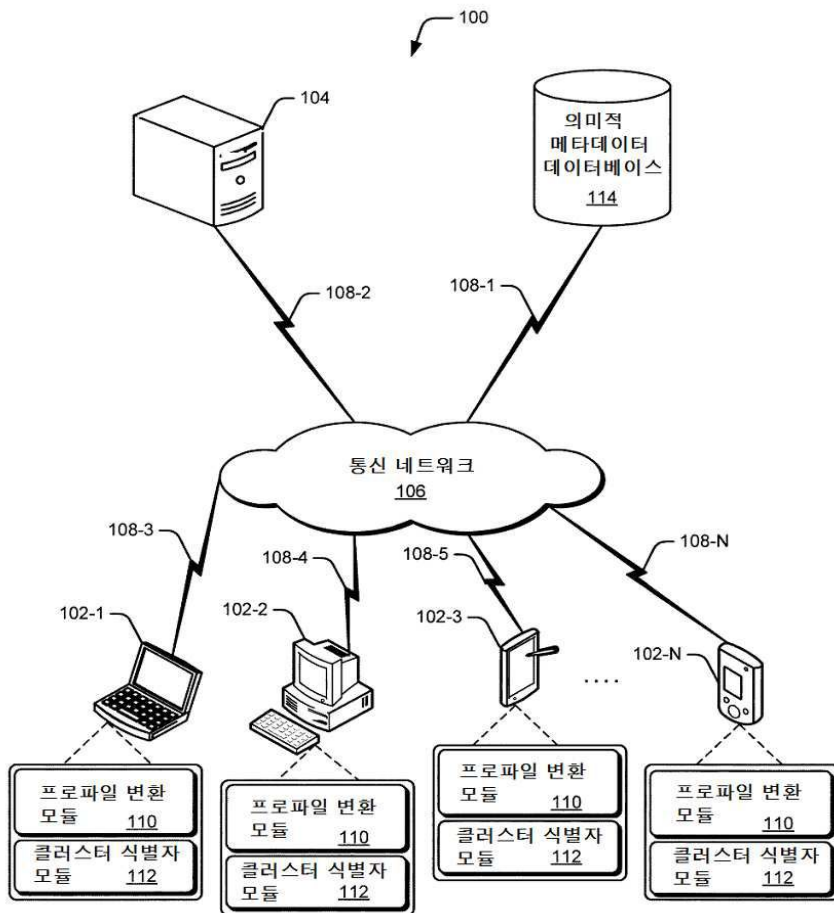 100
104
의미적
메타데이터
데이터베이스
114
108-2
108-1
통신 네트워크
106
108-3
108-4
108-5
108-N
102-1
102-2
102-3
102-N
....
프로파일 변환
모듈 110
클러스터 식별자
모듈 112
프로파일 변환
모듈 110
클러스터 식별자
모듈 112
프로파일 변환
모듈 110
클러스터 식별자
모듈 112
프로파일 변환
모듈 110
클러스터 식별자
모듈 112